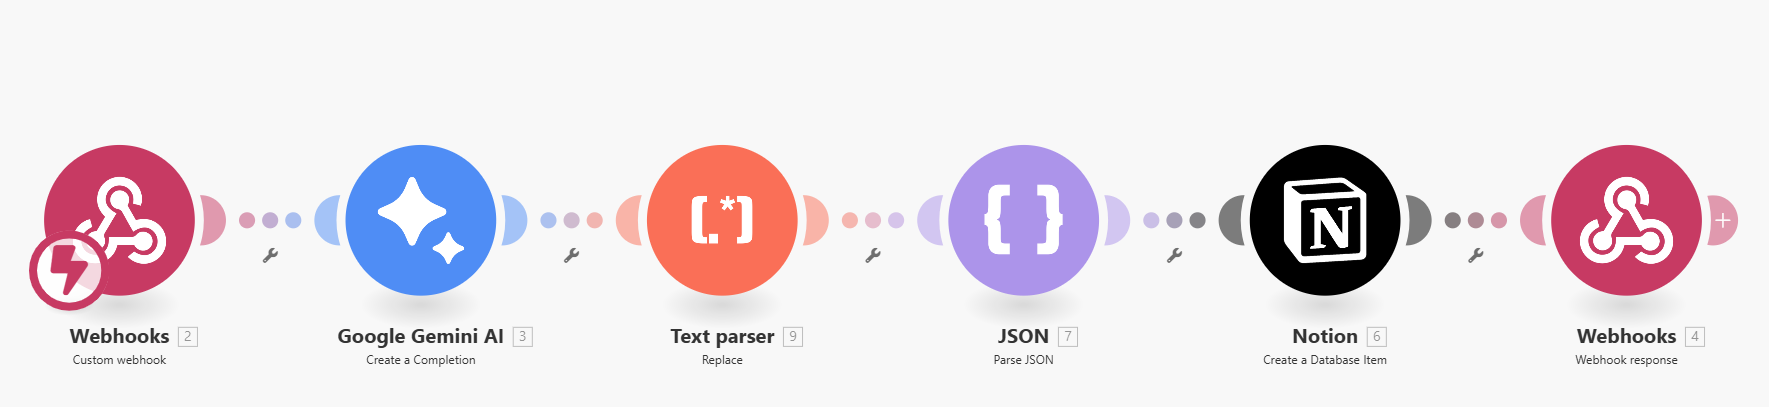 Webhooks 2
Custom webhook
Google Gemini AI 3
Create a Completion
[.*]
Text parser 9
Replace
{ }
JSON 7
Parse JSON
N
Notion 6
Create a Database Item
+
Webhooks 4
Webhook response